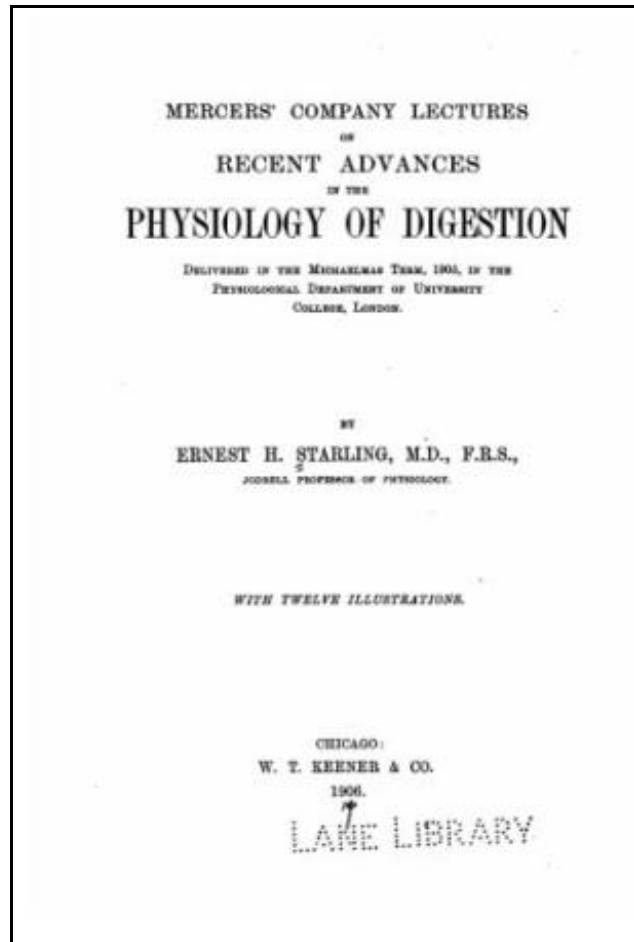 MERCERS' COMPANY LECTURES
ON
RECENT ADVANCES
IN THE
PHYSIOLOGY OF DIGESTION
DELIVERED IN THE MICHAELMAS TERM, 1905, IN THE
PHYSIOLOGICAL DEPARTMENT OF UNIVERSITY
COLLEGE, LONDON.
BY
ERNEST H. STARLING, M.D., F.R.S.,
JODRELL PROFESSOR OF PHYSIOLOGY.
WITH TWELVE ILLUSTRATIONS.
CHICAGO:
W. T. KEENER & CO.
1906.
LANE LIBRARY